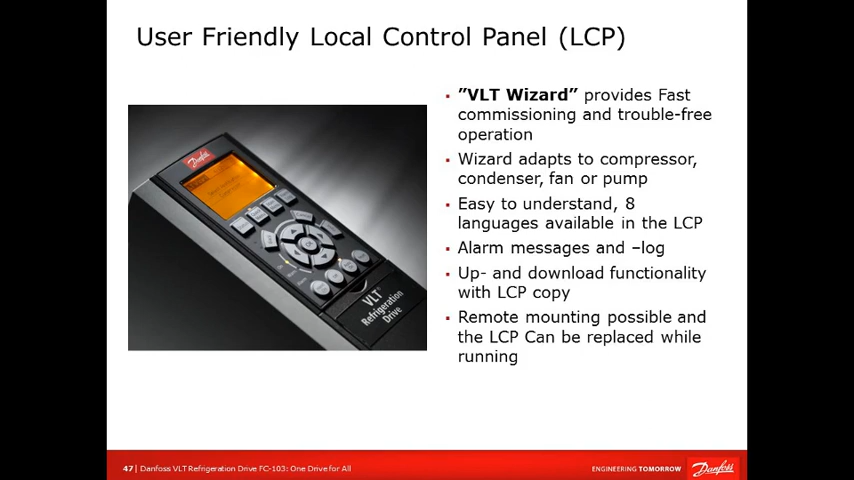 User Friendly Local Control Panel (LCP)
Danfoss
VLT®
Refrigeration
Drive
▪ ”VLT Wizard” provides Fast
commissioning and trouble-free
operation
▪ Wizard adapts to compressor,
condenser, fan or pump
▪ Easy to understand, 8
languages available in the LCP
▪ Alarm messages and –log
▪ Up- and download functionality
with LCP copy
▪ Remote mounting possible and
the LCP Can be replaced while
running
47 | Danfoss VLT Refrigeration Drive FC-103: One Drive for All
ENGINEERING TOMORROW
Danfoss